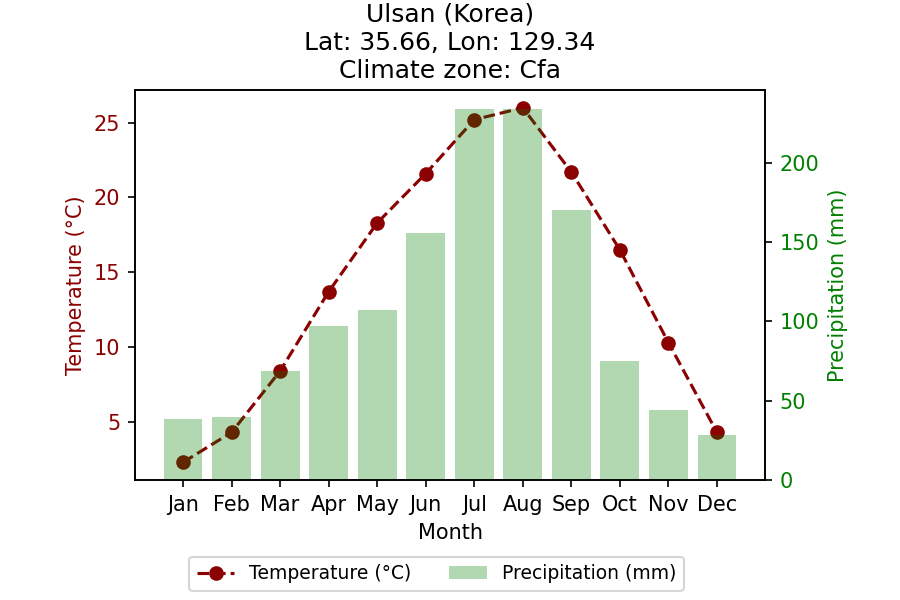 Ulsan (Korea)
Lat: 35.66, Lon: 129.34
Climate zone: Cfa
Temperature (°C)
25
20
15
10
5
Precipitation (mm)
200
150
100
50
0
Jan Feb Mar Apr May Jun Jul Aug Sep Oct Nov Dec
Month
Temperature (°C) Precipitation (mm)